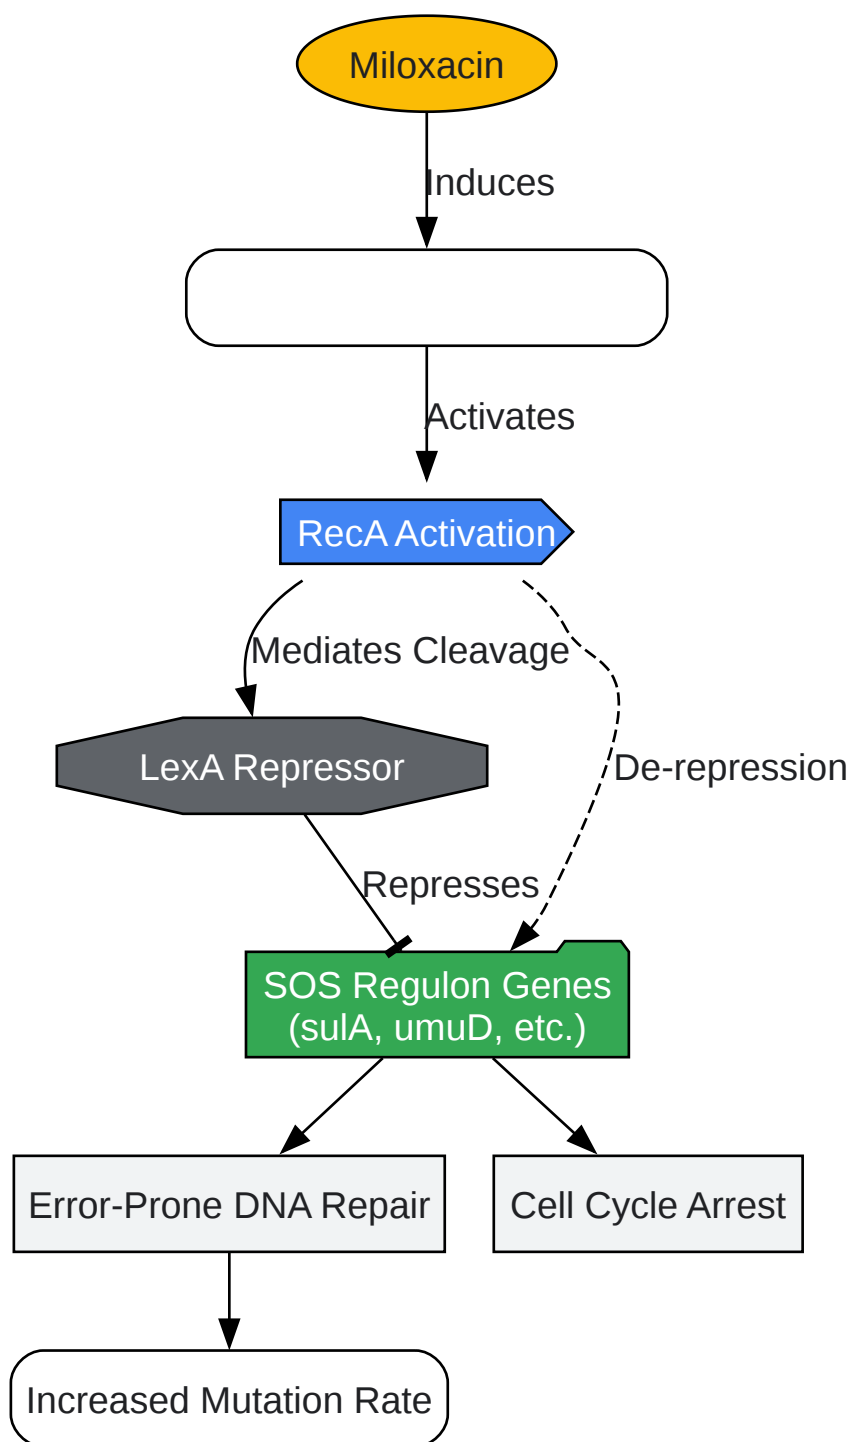 Miloxacin
Induces
Activates
RecA Activation
Mediates Cleavage
LexA Repressor
De-repression
Represses
SOS Regulon Genes
(sulA, umuD, etc.)
Error-Prone DNA Repair
Cell Cycle Arrest
Increased Mutation Rate